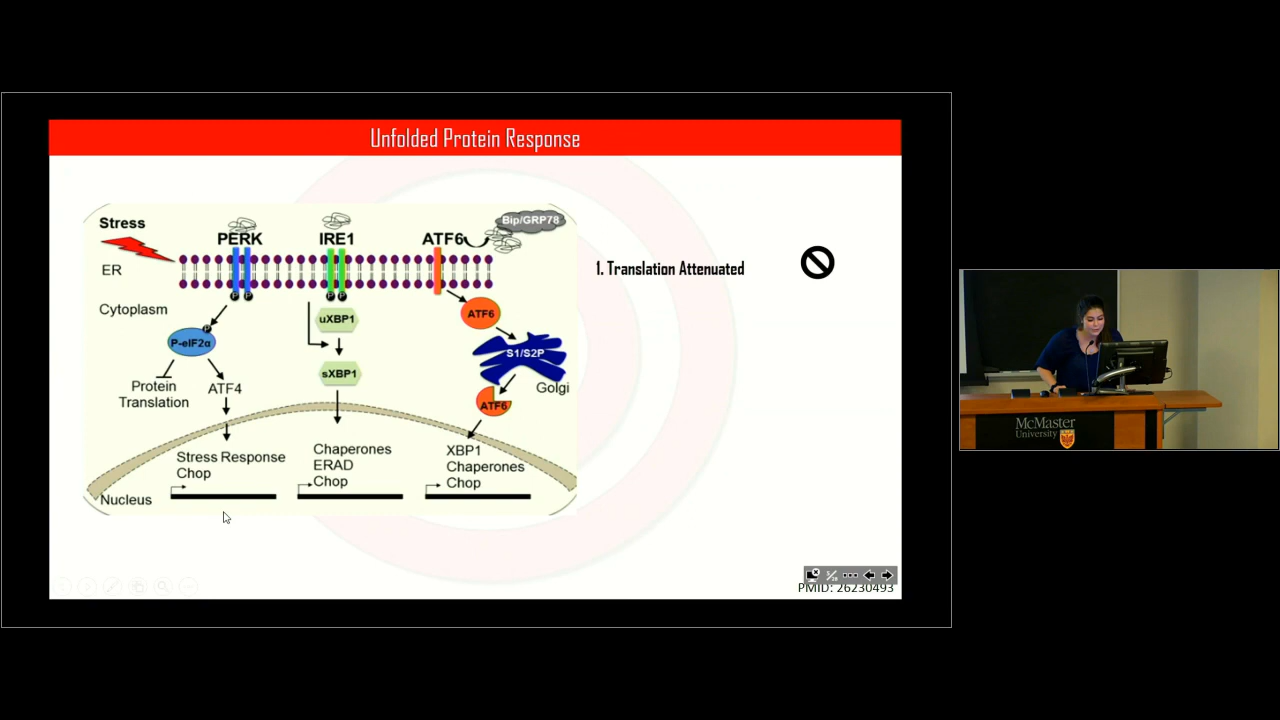 Unfolded Protein Response
Stress
PERK
IRE1
ATF6
Bip/GRP78
ER
1. Translation Attenuated
P P
P P
Cytoplasm
uXBP1
ATF6
P
P-eIF2α
S1/S2P
sXBP1
Golgi
Protein
Translation
ATF4
ATF6
Stress Response
Chop
Chaperones
ERAD
Chop
XBP1
Chaperones
Chop
Nucleus
PMID: 26230493
McMaster
University